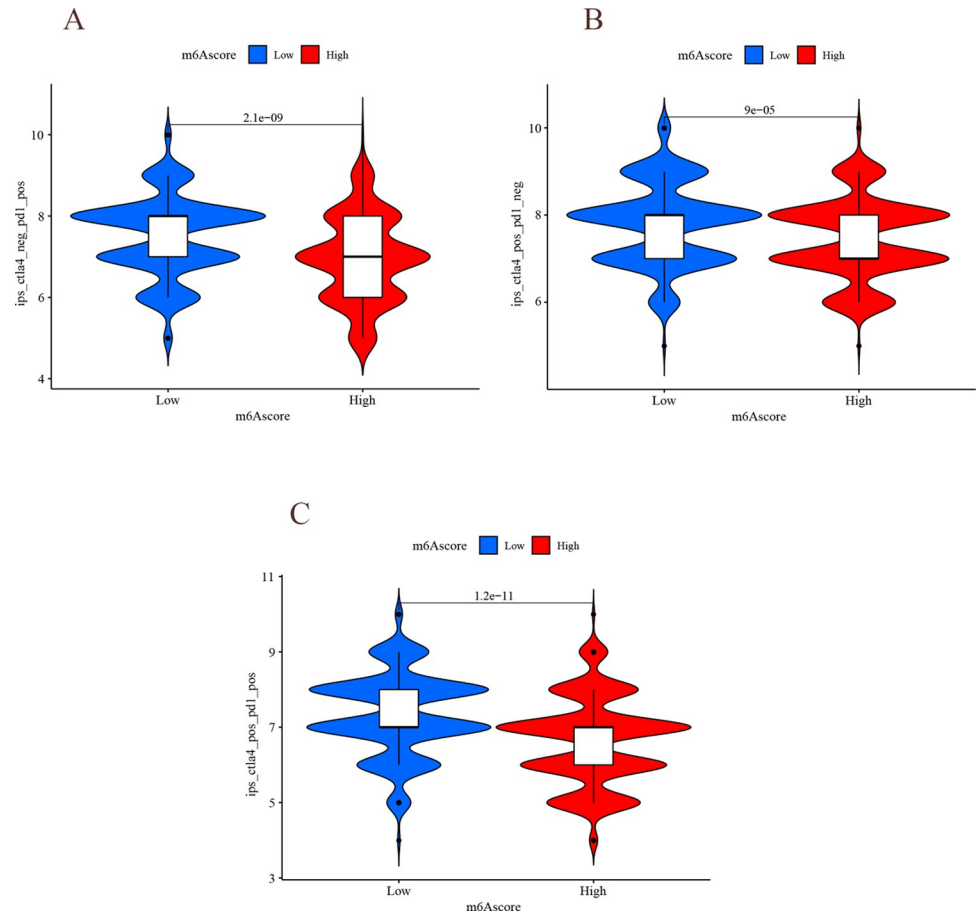 A
m6Ascore Low High
2.1e−09
10
8
6
4
ips_ctla4_neg_pd1_pos
Low High
m6Ascore
B
m6Ascore Low High
9e−05
10
8
6
ips_ctla4_pos_pd1_neg
Low High
m6Ascore
C
m6Ascore Low High
1.2e−11
11
9
7
5
3
ips_ctla4_pos_pd1_pos
Low High
m6Ascore